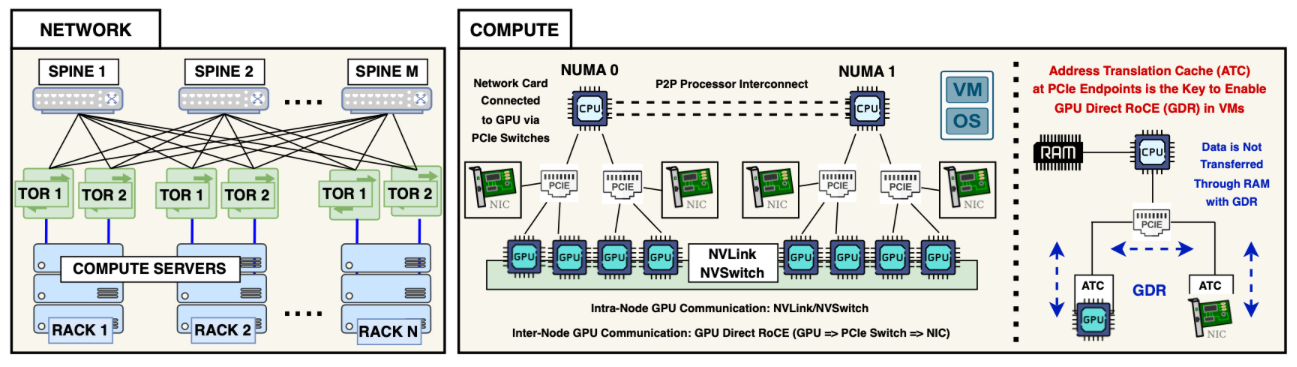 NETWORK
SPINE 1
SPINE 2
SPINE M
TOR 1
TOR 2
TOR 1
TOR 2
TOR 1
TOR 2
COMPUTE SERVERS
RACK 1
RACK 2
RACK N
COMPUTE
Network Card
Connected
to GPU via
PCIe Switches
NUMA 0
P2P Processor Interconnect
NUMA 1
CPU
CPU
VM
OS
NIC
PCIE
PCIE
NIC
NIC
PCIE
PCIE
NIC
GPU
GPU
GPU
GPU
NVLink
NVSwitch
GPU
GPU
GPU
GPU
Intra-Node GPU Communication: NVLink/NVSwitch
Inter-Node GPU Communication: GPU Direct RoCE (GPU => PCIe Switch => NIC)
Address Translation Cache (ATC)
at PCIe Endpoints is the Key to Enable
GPU Direct RoCE (GDR) in VMs
RAM
CPU
Data is Not
Transferred
Through RAM
with GDR
PCIE
ATC
GDR
ATC
GPU
NIC